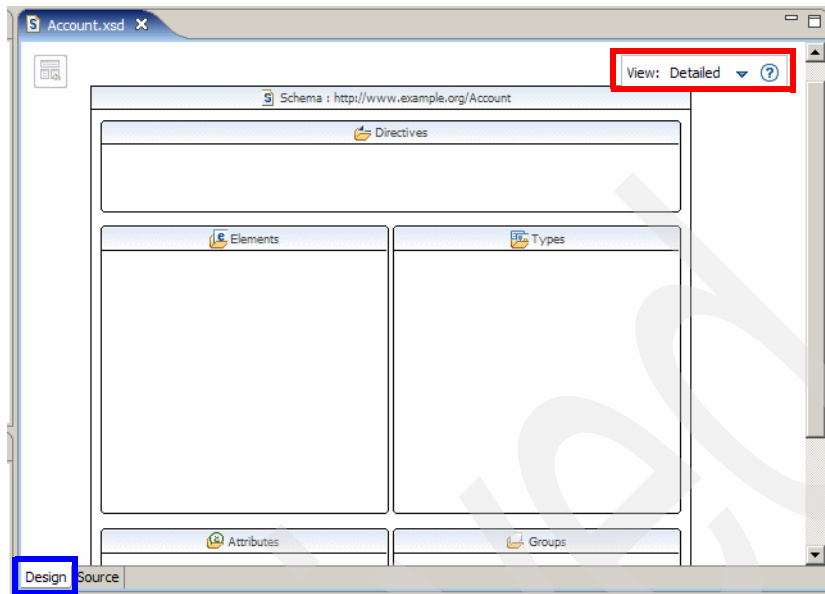 Account.xsd
View: Detailed
Schema : http://www.example.org/Account
Directives
Elements
Types
Attributes
Groups
Design
Source